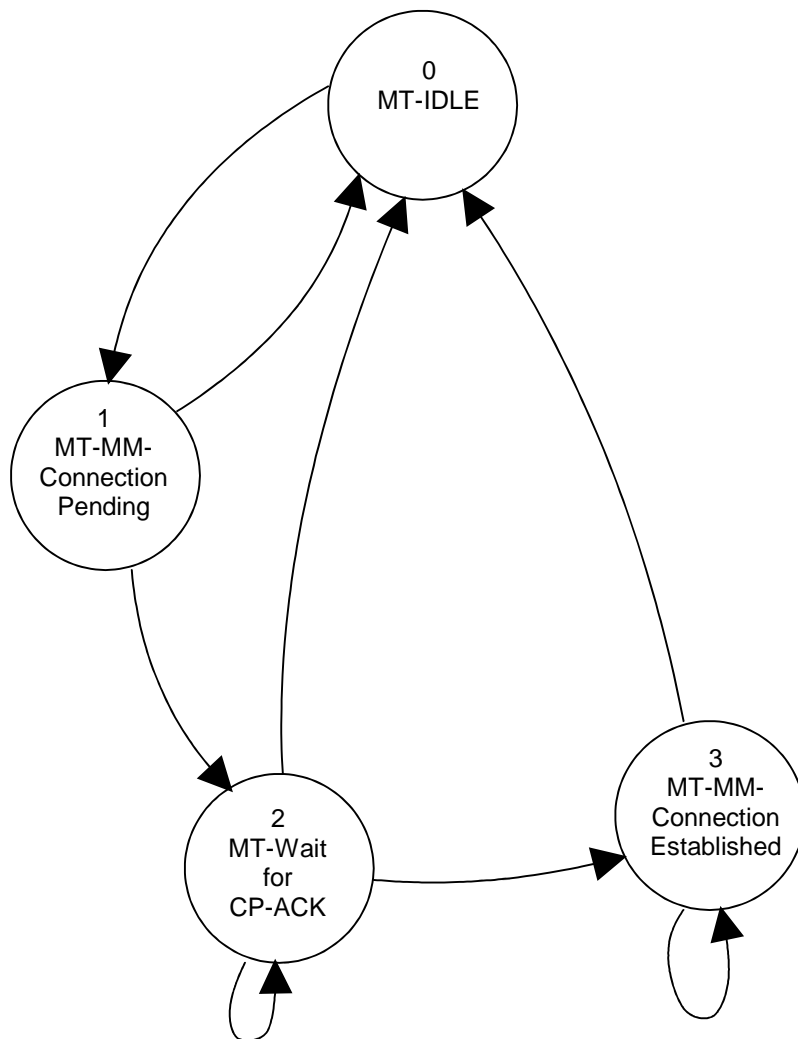 0
MT-IDLE
1
MT-MM-
Connection
Pending
2
MT-Wait
for
CP-ACK
3
MT-MM-
Connection
Established